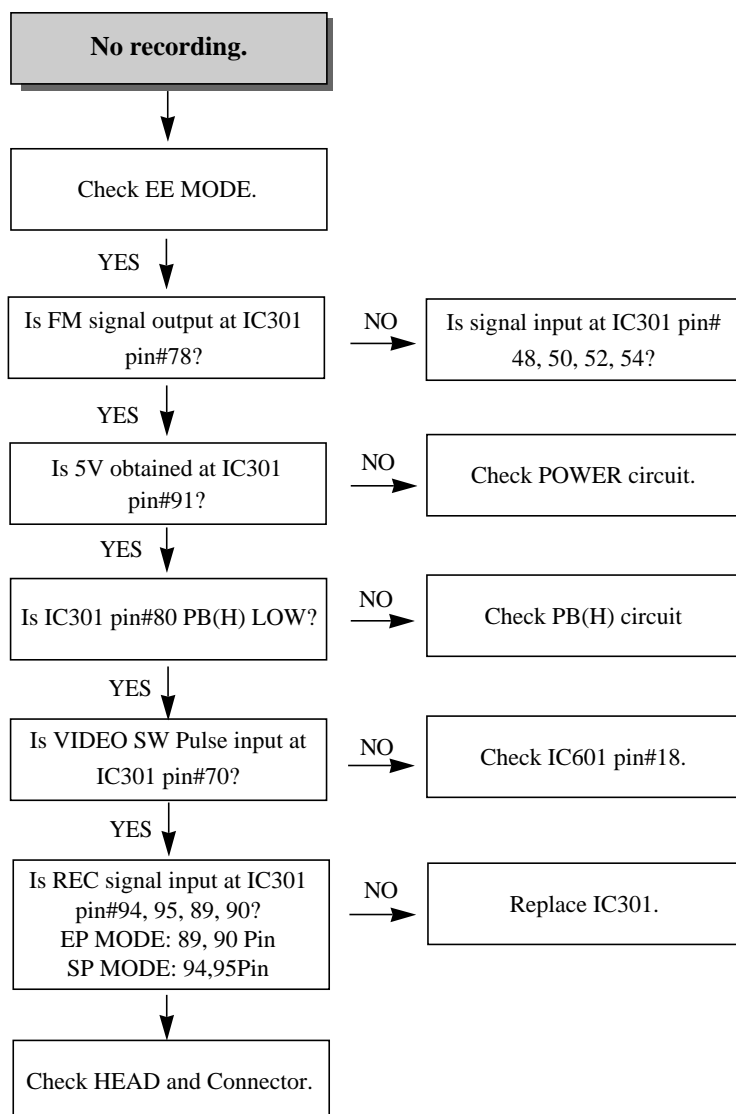 No recording.
Check EE MODE.
YES
Is FM signal output at IC301
pin#78?
NO
Is signal input at IC301 pin#
48, 50, 52, 54?
YES
Is 5V obtained at IC301
pin#91?
NO
Check POWER circuit.
YES
Is IC301 pin#80 PB(H) LOW?
NO
Check PB(H) circuit
YES
Is VIDEO SW Pulse input at
IC301 pin#70?
NO
Check IC601 pin#18.
YES
Is REC signal input at IC301
pin#94, 95, 89, 90?
EP MODE: 89, 90 Pin
SP MODE: 94,95Pin
NO
Replace IC301.
Check HEAD and Connector.